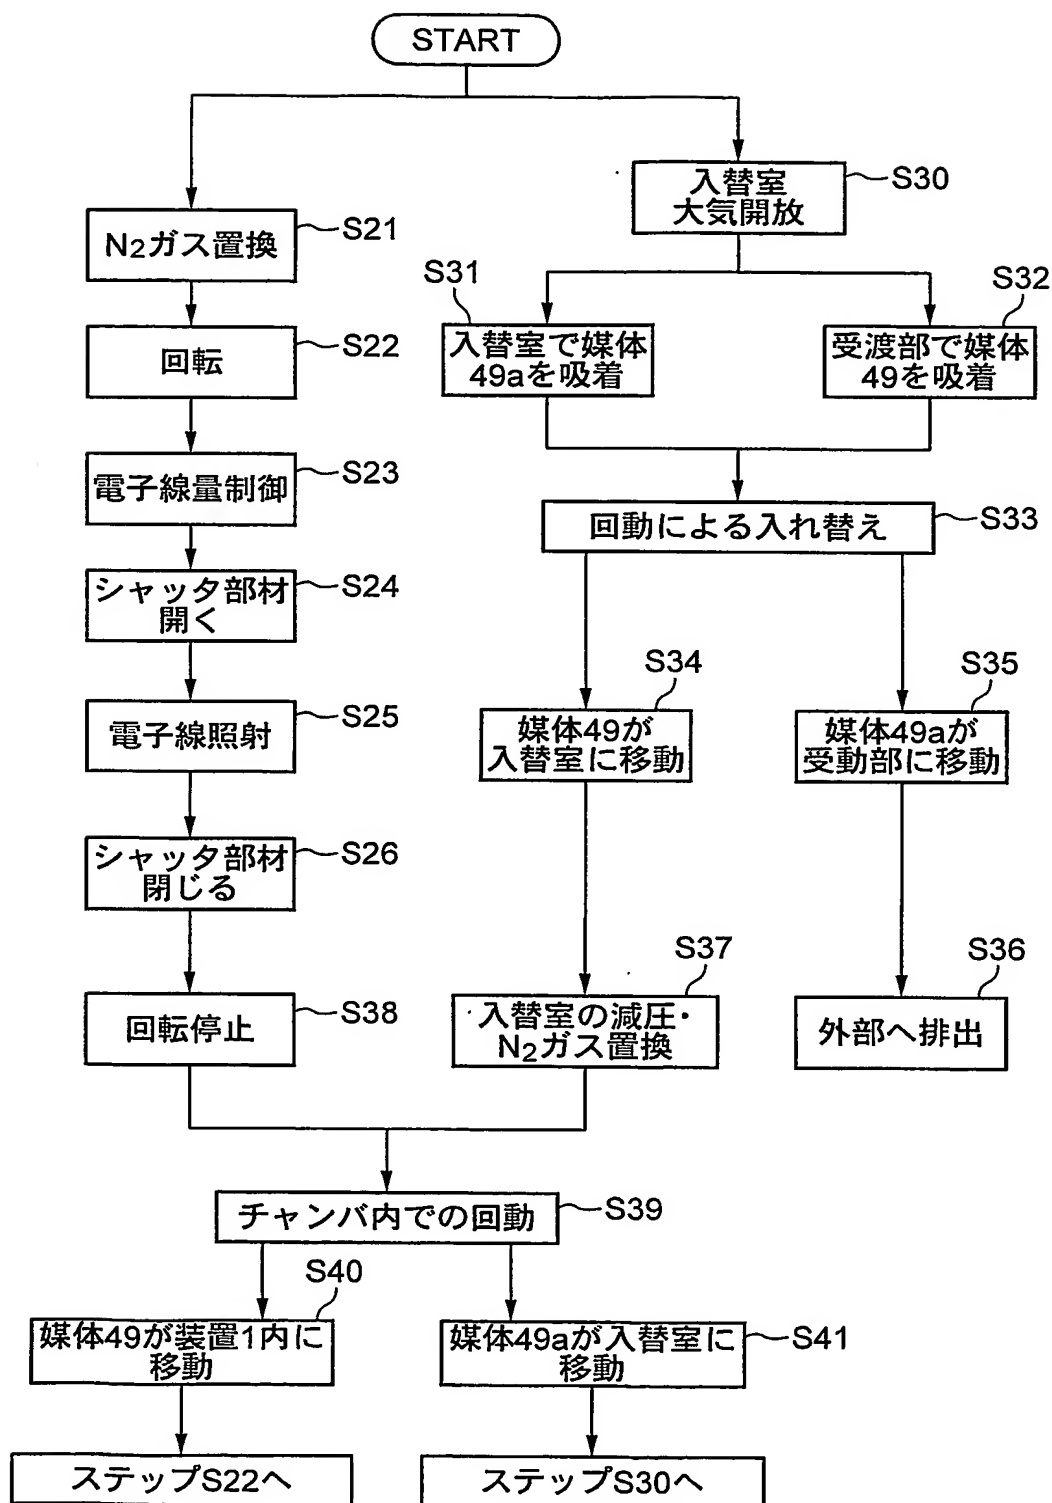 START
N2ガス置換
S21
回転
S22
電子線量制御
S23
シャッタ部材
開く
S24
電子線照射
S25
シャッタ部材
閉じる
S26
回転停止
S38
入替室
大気開放
S30
S31
入替室で媒体
49aを吸着
S32
受渡部で媒体
49を吸着
回動による入れ替え
S33
S34
媒体49が
入替室に移動
S35
媒体49aが
受動部に移動
S37
入替室の減圧・
N2ガス置換
S36
外部へ排出
チャンバ内での回動
S39
S40
媒体49が装置1内に
移動
媒体49aが入替室に
移動
S41
ステップS22へ
ステップS30へ